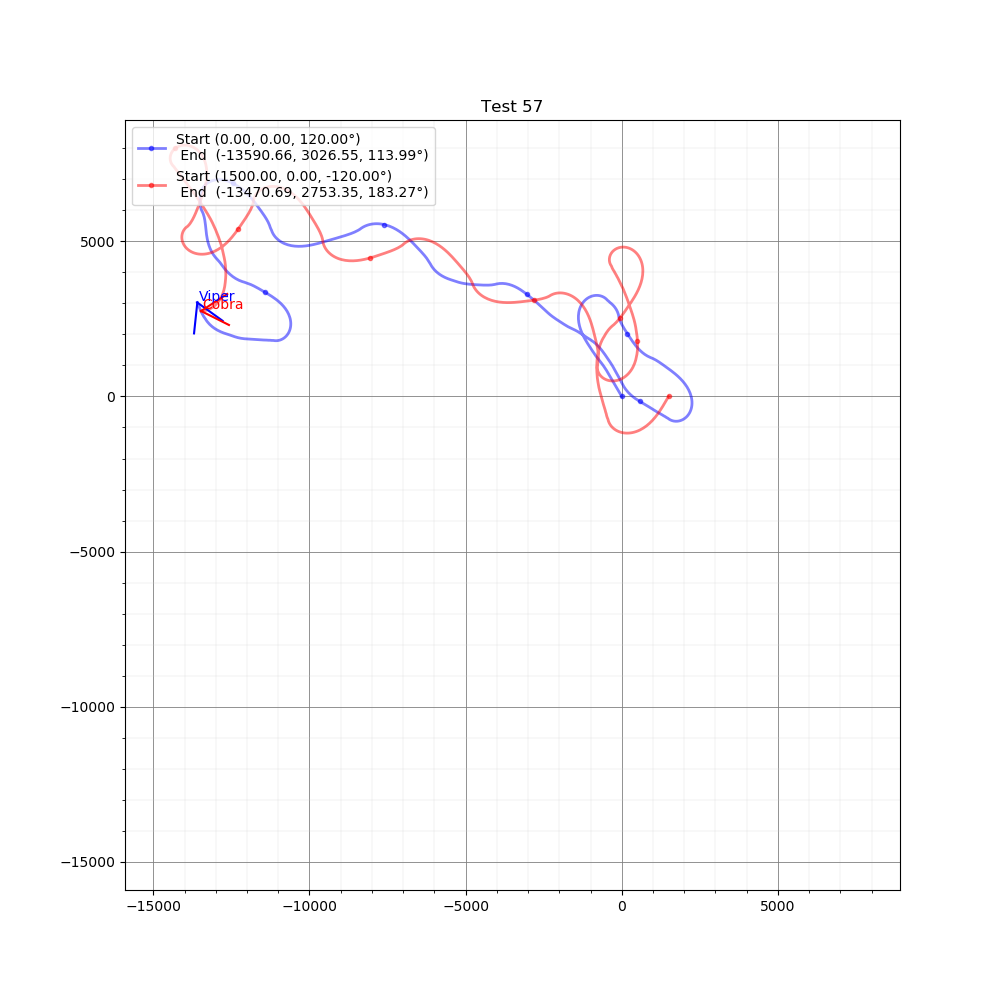 Test 57
Start (0.00, 0.00, 120.00°)
End (-13590.66, 3026.55, 113.99°)
Start (1500.00, 0.00, -120.00°)
End (-13470.69, 2753.35, 183.27°)
5000
0
−5000
−10000
−15000
Viper
Cobra
−15000
−10000
−5000
0
5000